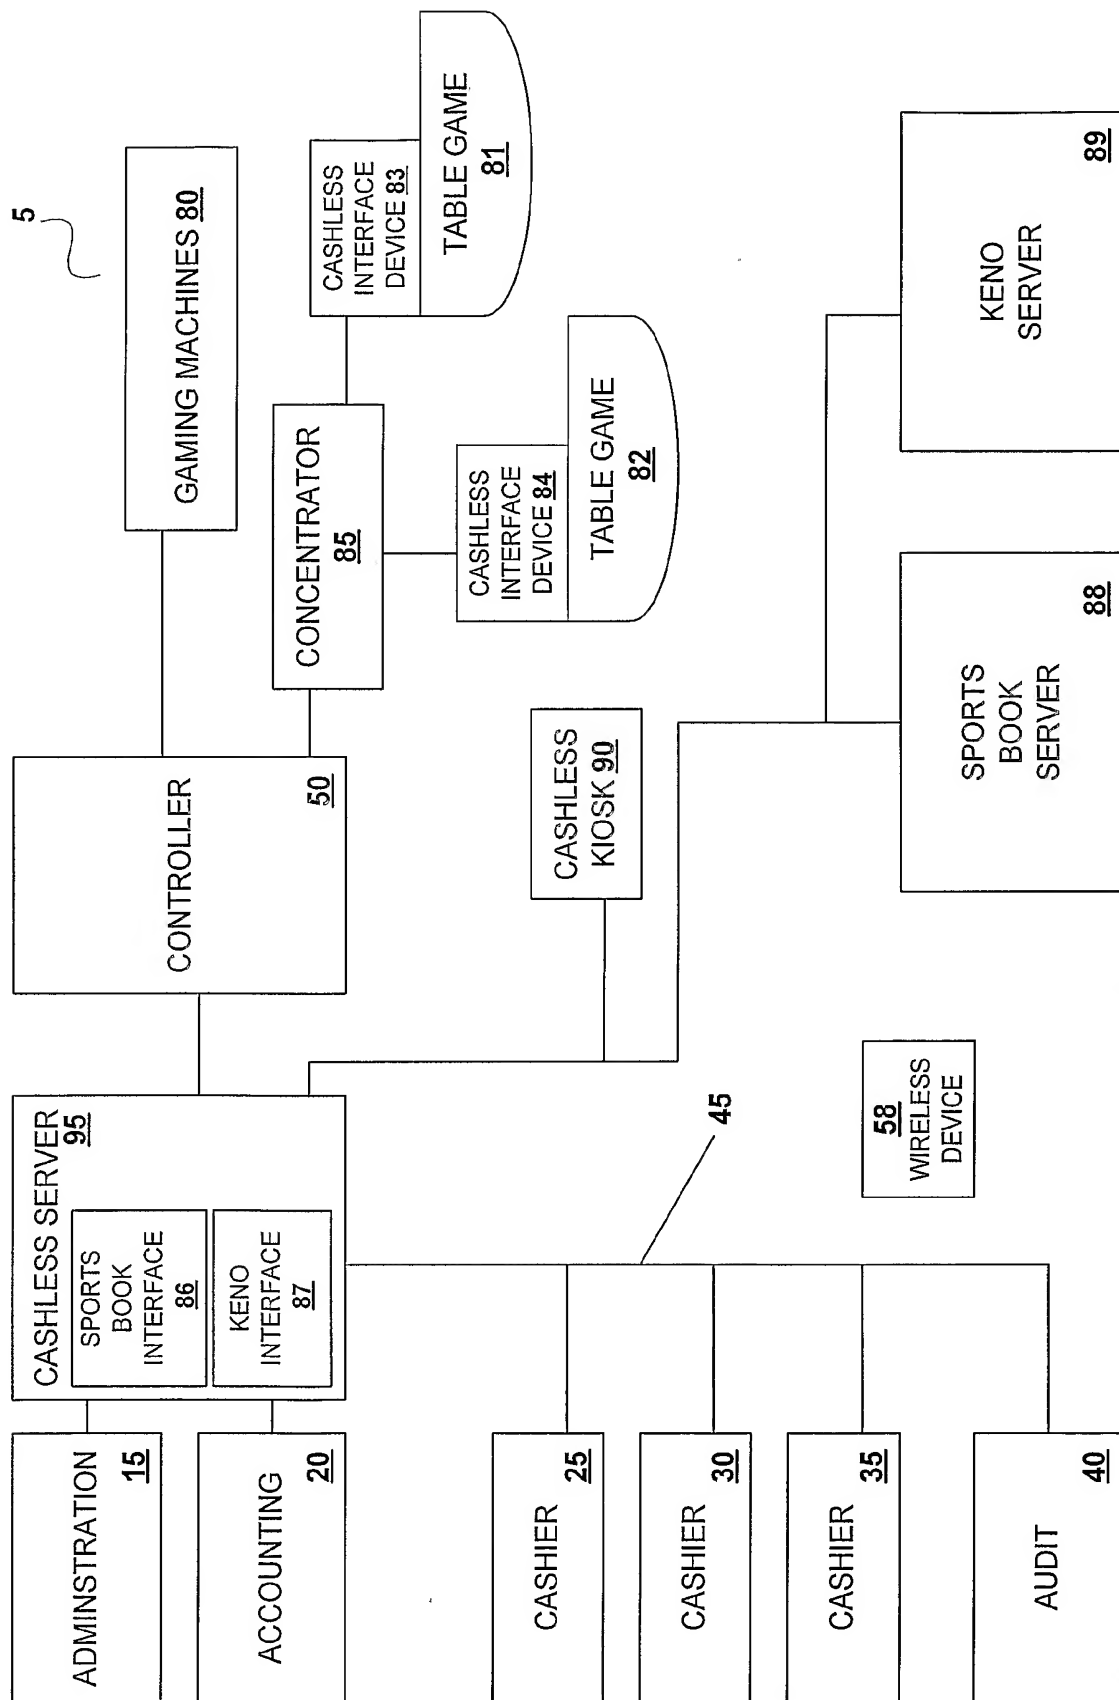 5
ADMINSTRATION
15
ACCOUNTING
20
CASHLESS SERVER
95
SPORTS
BOOK
INTERFACE
86
KENO
INTERFACE
87
CONTROLLER
50
GAMING MACHINES 80
CONCENTRATOR
85
CASHLESS
INTERFACE
DEVICE 83
TABLE GAME
81
CASHLESS
INTERFACE
DEVICE 84
TABLE GAME
82
CASHLESS
KIOSK 90
CASHIER
25
CASHIER
30
CASHIER
35
AUDIT
40
45
58
WIRELESS
DEVICE
SPORTS
BOOK
SERVER
88
KENO
SERVER
89